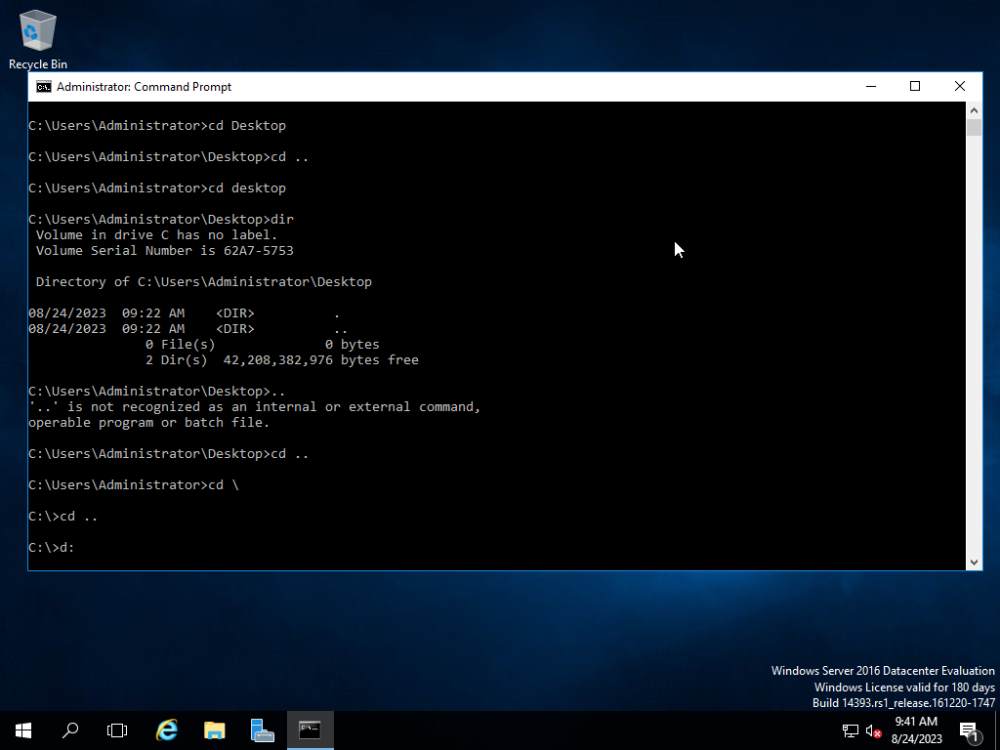 Recycle Bin
Administrator: Command Prompt
C:\Users\Administrator>cd Desktop
C:\Users\Administrator\Desktop>cd ..
C:\Users\Administrator>cd desktop
C:\Users\Administrator\Desktop>dir
Volume in drive C has no label.
Volume Serial Number is 62A7-5753
Directory of C:\Users\Administrator\Desktop
08/24/2023  09:22 AM    <DIR>          .
08/24/2023  09:22 AM    <DIR>          ..
0 File(s)              0 bytes
2 Dir(s)  42,208,382,976 bytes free
C:\Users\Administrator\Desktop>..
'..' is not recognized as an internal or external command,
operable program or batch file.
C:\Users\Administrator\Desktop>cd ..
C:\Users\Administrator>cd \
C:\>cd ..
C:\>d:
Windows Server 2016 Datacenter Evaluation
Windows License valid for 180 days
Build 14393.rs1_release.161220-1747
9:41 AM
8/24/2023
1